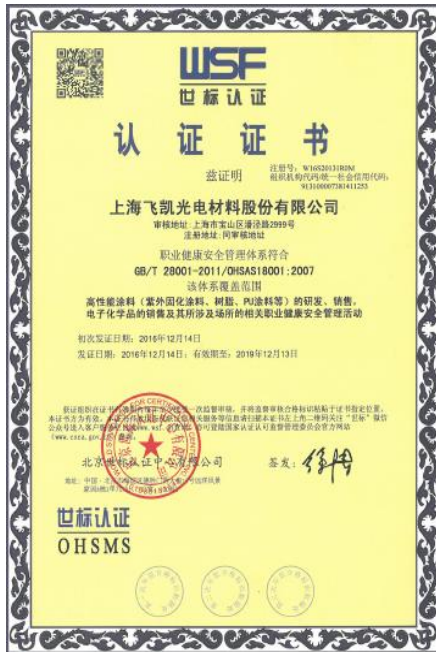 WSF
世标认证
认证证书
兹证明
注册号：W16S20131R0M
组织机构代码/统一社会信用代码：
913100007381411253
上海飞凯光电材料股份有限公司
审核地址：上海市宝山区潘泾路2999号
注册地址：同审核地址
职业健康安全管理体系符合
GB/T 28001-2011/OHSAS18001:2007
该体系覆盖范围
高性能涂料（紫外固化涂料、树脂、PU涂料等）的研发、销售，
电子化学品的销售及其所涉及场所的相关职业健康安全管理活动
初次发证日期：2016年12月14日
发证日期：2016年12月14日；有效期至：2019年12月13日
北京世标认证中心有限公司
签发：
世标认证
OHSMS